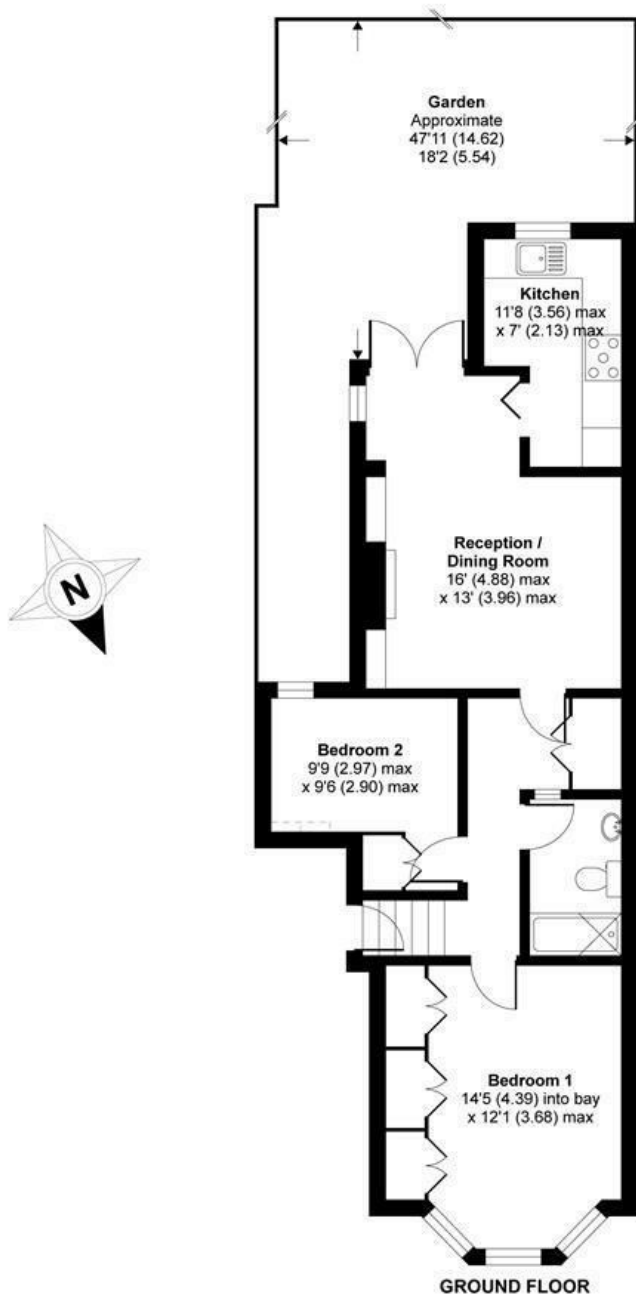 Garden
Approximate
47'11 (14.62)
18'2 (5.54)
Kitchen
11'8 (3.56) max
x 7' (2.13) max
Reception /
Dining Room
16' (4.88) max
x 13' (3.96) max
N
Bedroom 2
9'9 (2.97) max
x 9'6 (2.90) max
Bedroom 1
14'5 (4.39) into bay
x 12'1 (3.68) max
GROUND FLOOR